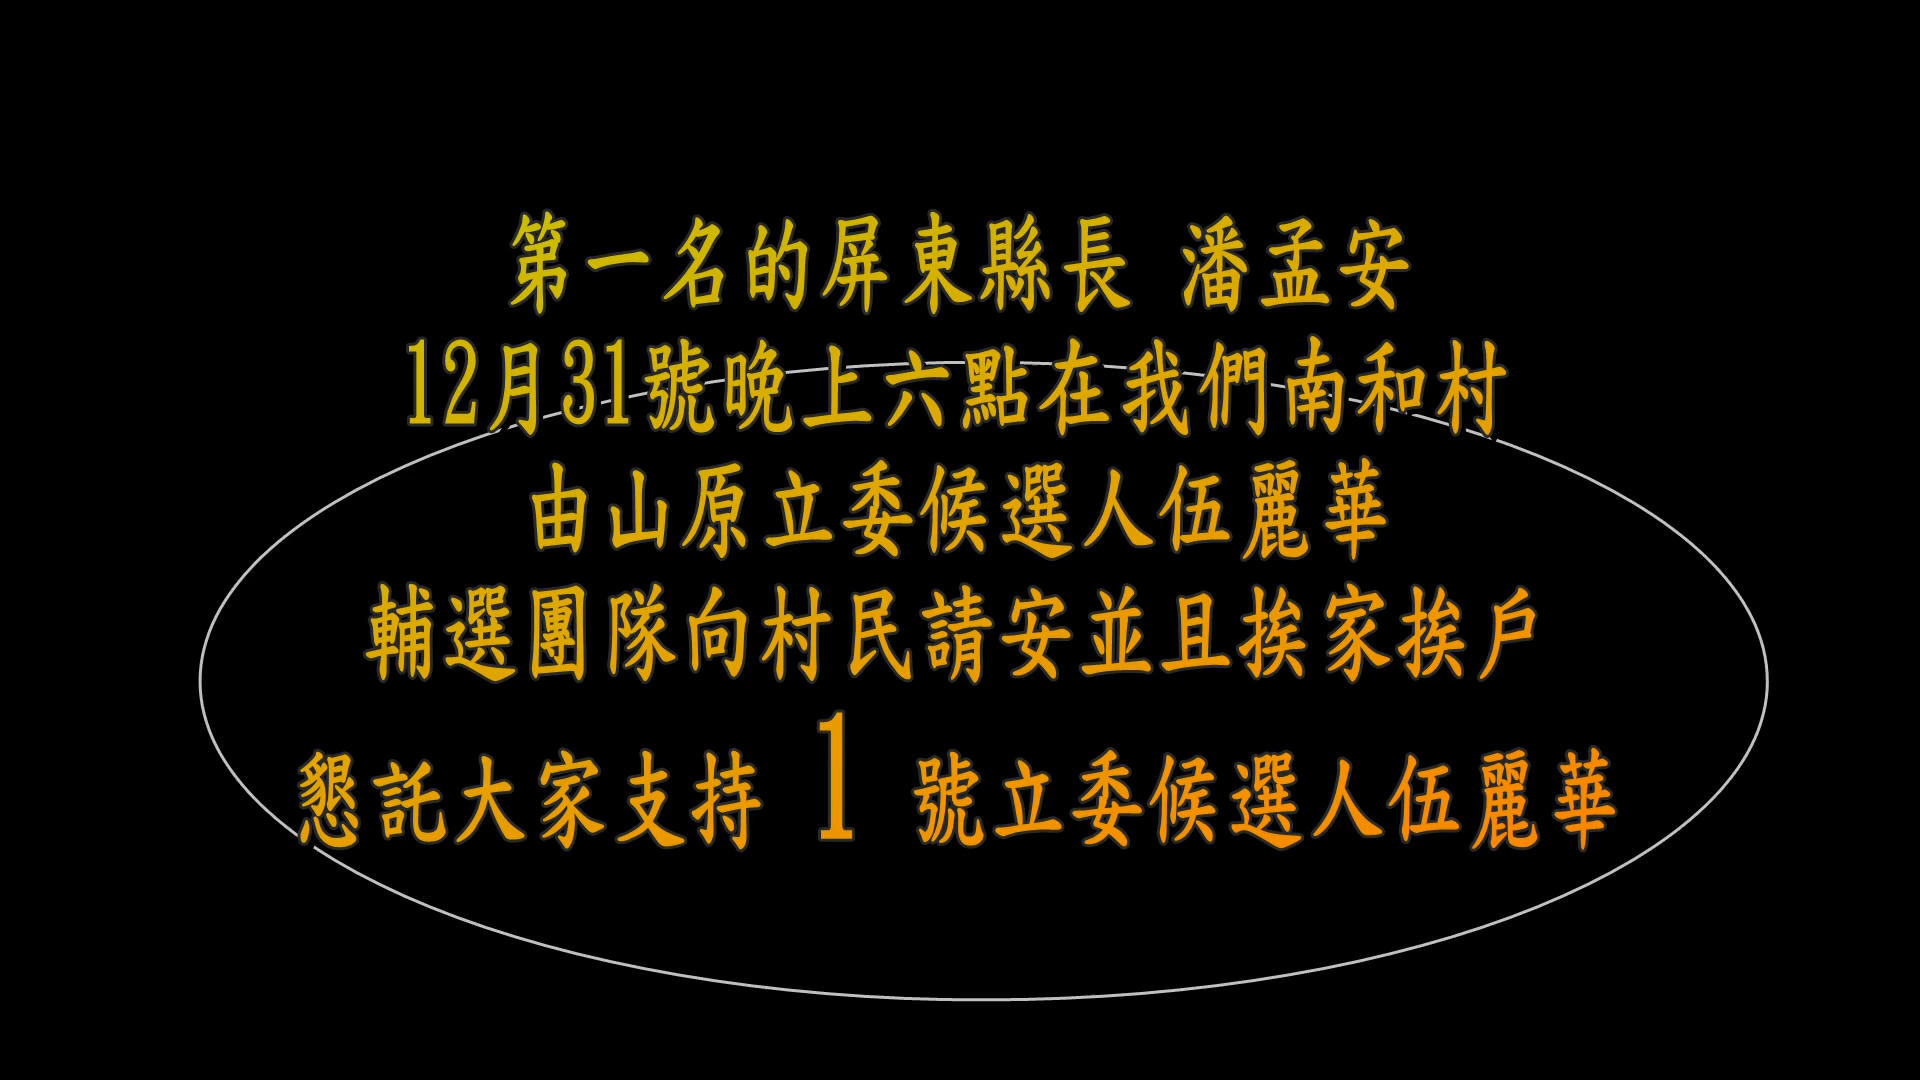 第一名的屏東縣長 潘孟安
12月31號晚上六點在我們南和村
由山原立委候選人伍麗華
輔選團隊向村民請安並且挨家挨戶
懇託大家支持 1 號立委候選人伍麗華